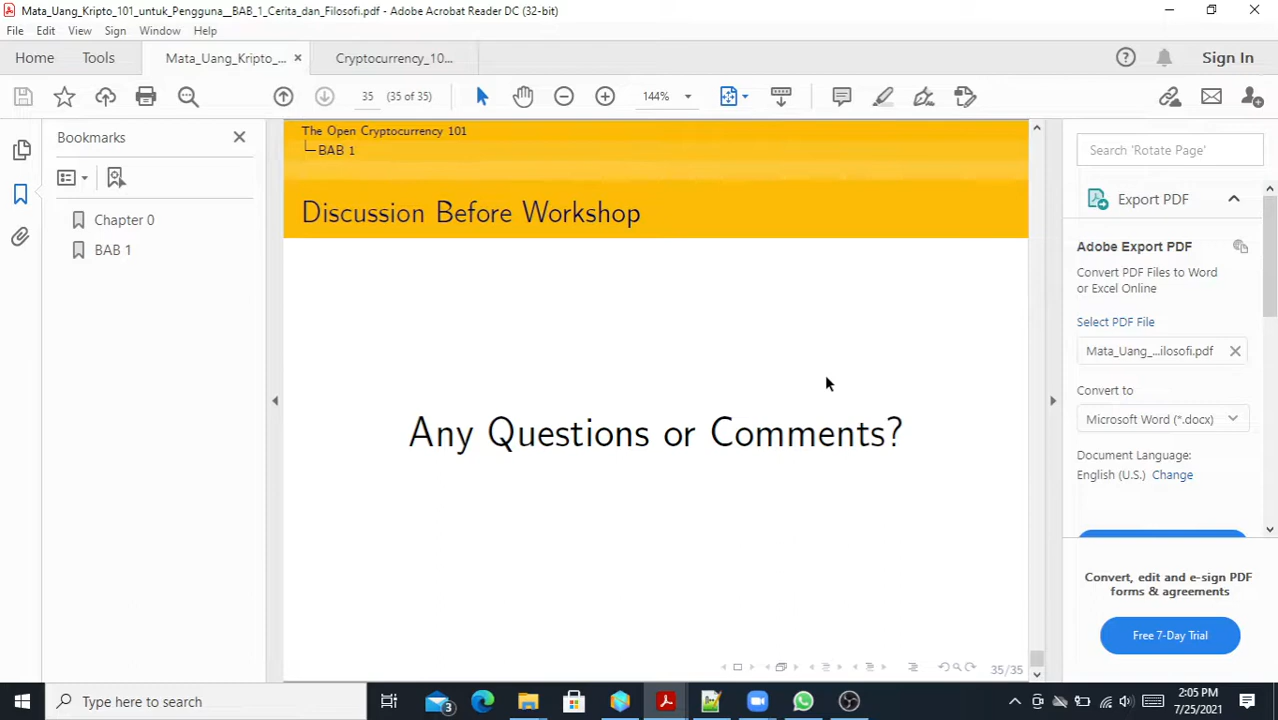 Mata_Uang_Kripto_101_untuk_Pengguna__BAB_1_Cerita_dan_Filosofi.pdf - Adobe Acrobat Reader DC (32-bit)
File Edit View Sign Window Help
Home Tools Mata_Uang_Kripto_... Cryptocurrency_10...
Sign In
35 (35 of 35) 144%
Bookmarks
Chapter 0
BAB 1
The Open Cryptocurrency 101
BAB 1
Discussion Before Workshop
Any Questions or Comments?
35/35
Search 'Rotate Page'
Export PDF
Adobe Export PDF
Convert PDF Files to Word
or Excel Online
Select PDF File
Mata_Uang_...ilosofi.pdf
Convert to
Microsoft Word (*.docx)
Document Language:
English (U.S.) Change
Convert, edit and e-sign PDF
forms & agreements
Free 7-Day Trial
Type here to search
3
2:05 PM
7/25/2021